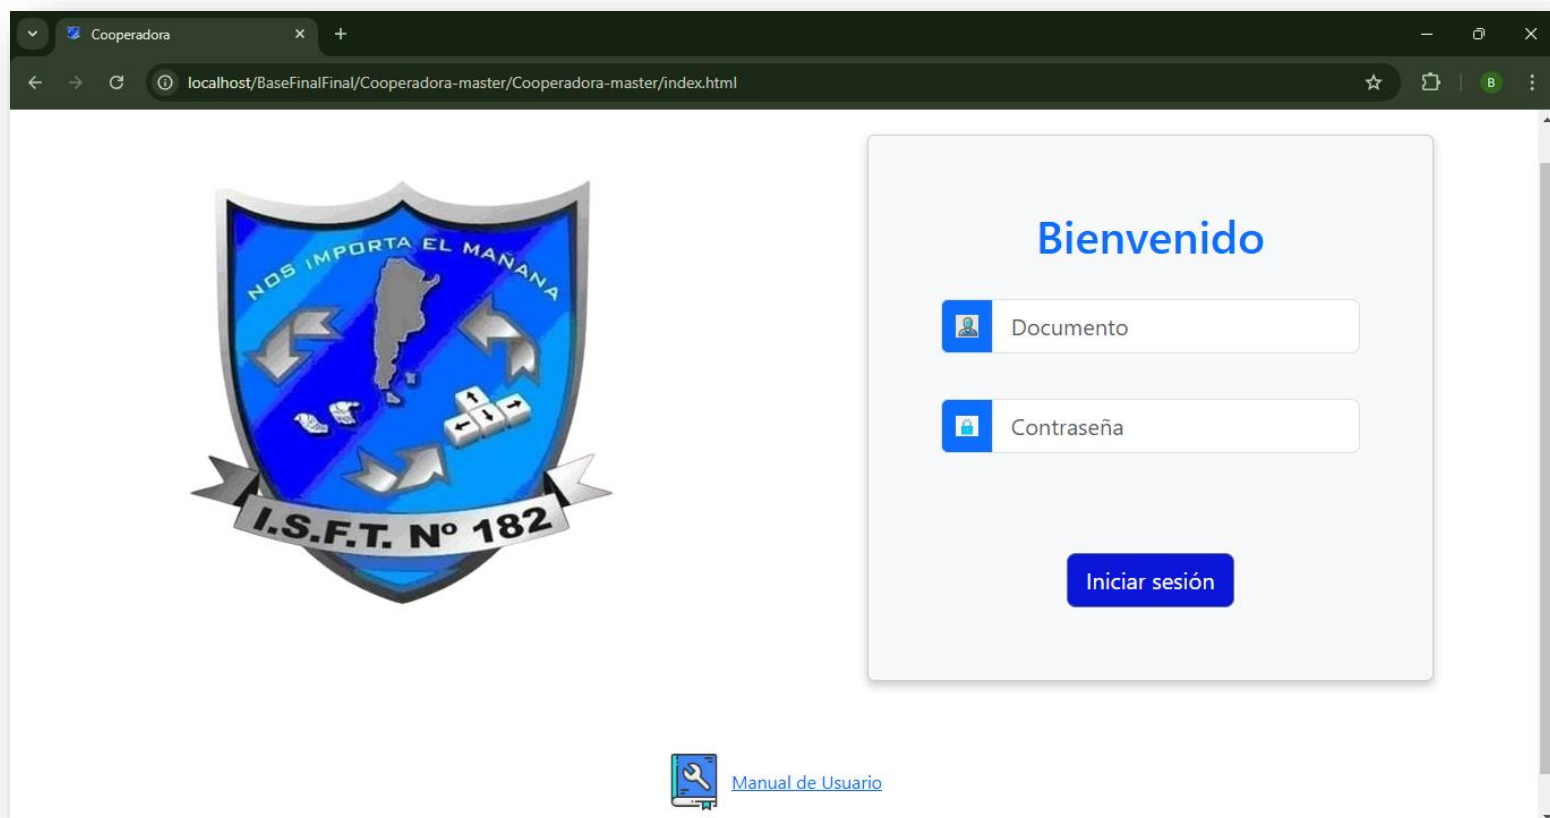 Cooperadora
localhost/BaseFinalFinal/Cooperadora-master/Cooperadora-master/index.html
B
NOS IMPORTA EL MAÑANA
I.S.F.T. Nº 182
Bienvenido
Documento
Contraseña
Iniciar sesión
Manual de Usuario